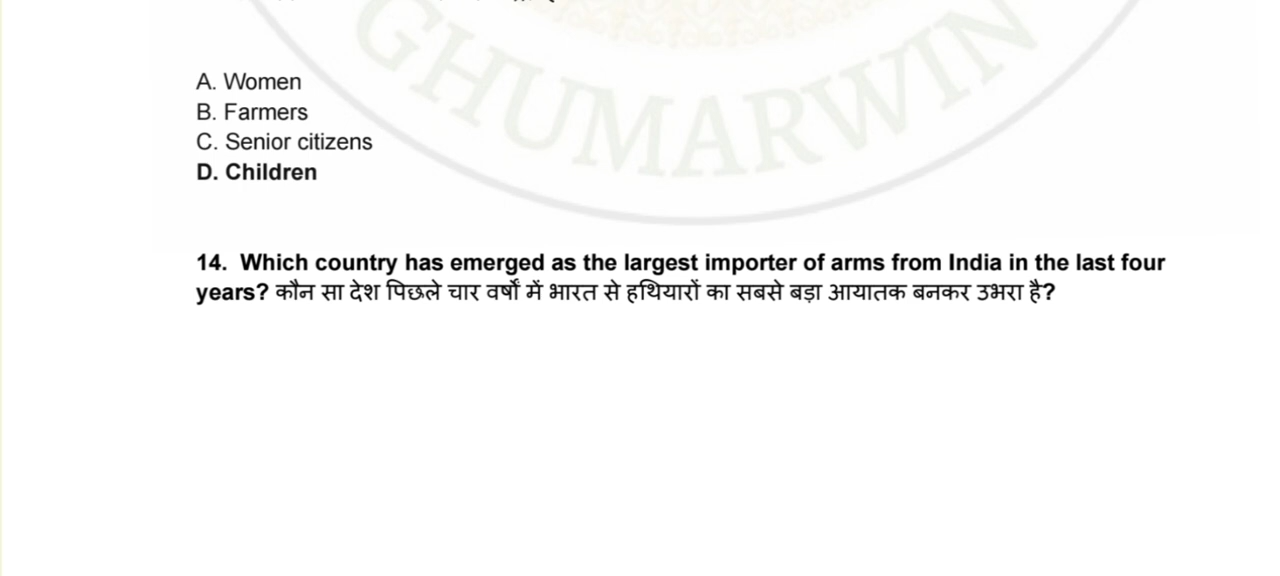 GHUMARWIN
A. Women
B. Farmers
C. Senior citizens
D. Children
14. Which country has emerged as the largest importer of arms from India in the last four
years? कौन सा देश पिछले चार वर्षों में भारत से हथियारों का सबसे बड़ा आयातक बनकर उभरा है?